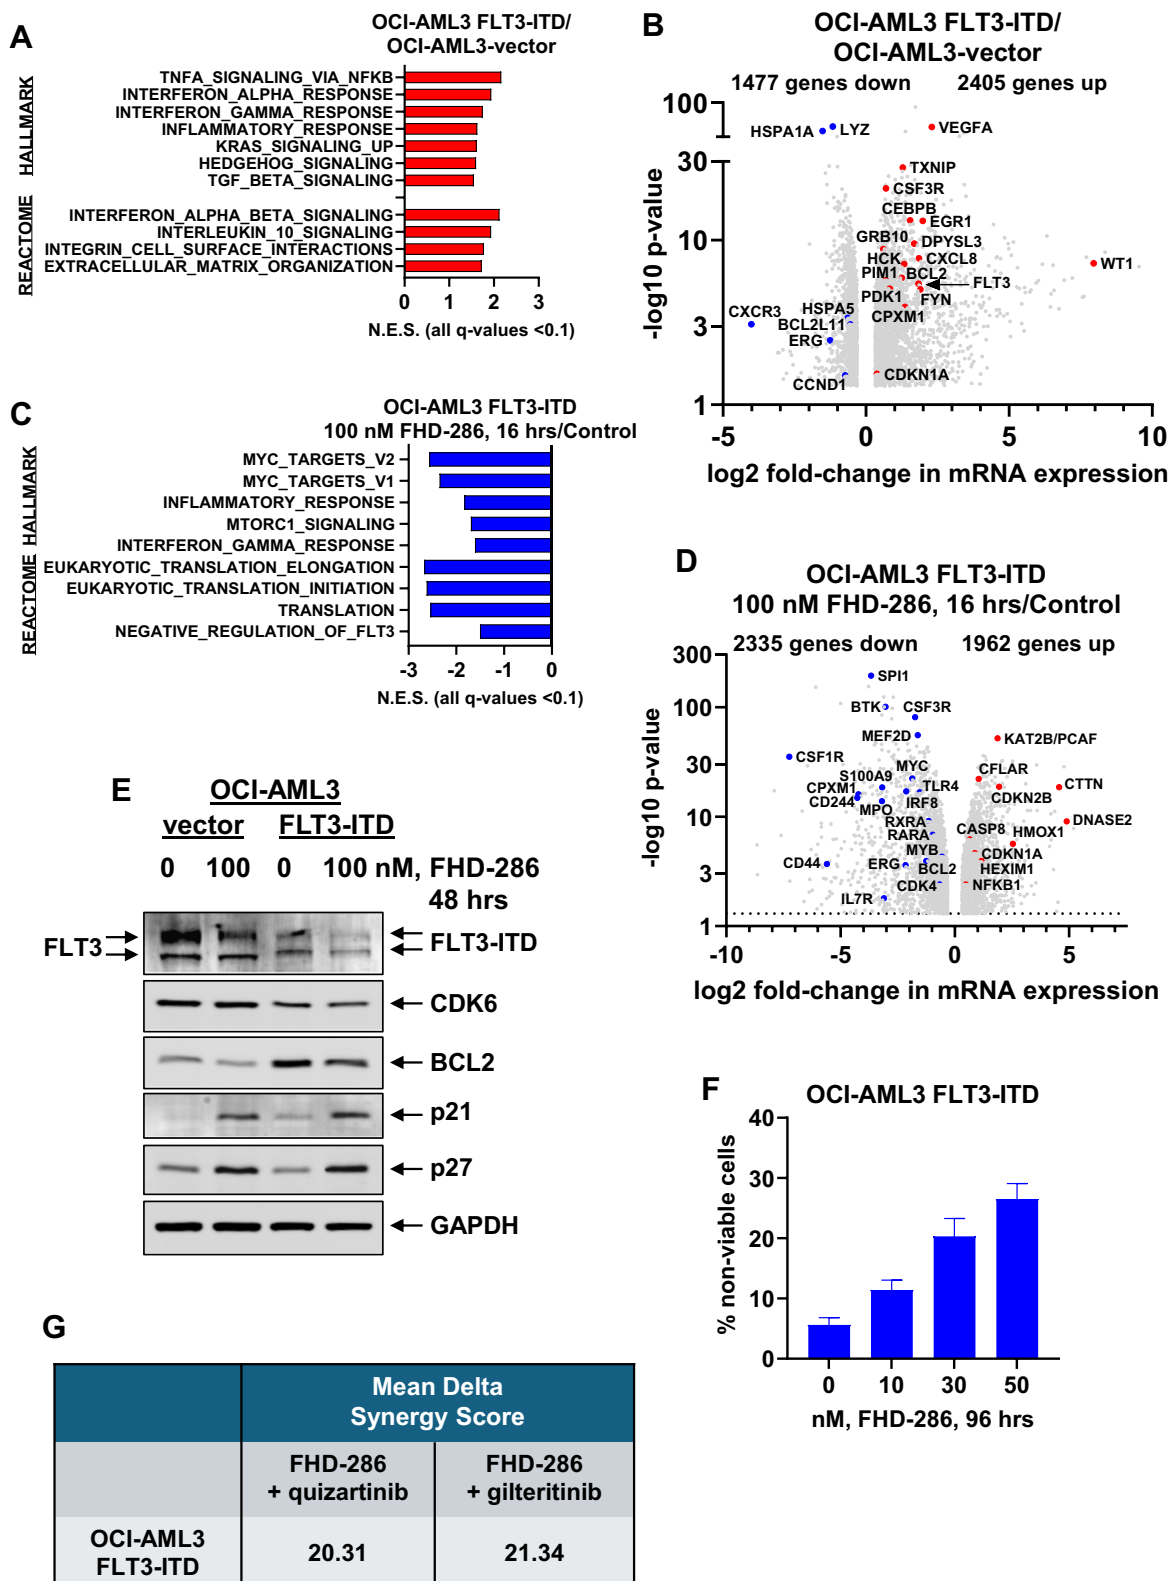 A
OCI-AML3 FLT3-ITD/
OCI-AML3-vector
HALLMARK
TNFA_SIGNALING_VIA_NFKB
INTERFERON_ALPHA_RESPONSE
INTERFERON_GAMMA_RESPONSE
INFLAMMATORY_RESPONSE
KRAS_SIGNALING_UP
HEDGEHOG_SIGNALING
TGF_BETA_SIGNALING
REACTOME
INTERFERON_ALPHA_BETA_SIGNALING
INTERLEUKIN_10_SIGNALING
INTEGRIN_CELL_SURFACE_INTERACTIONS
EXTRACELLULAR_MATRIX_ORGANIZATION
0 1 2 3
N.E.S. (all q-values <0.1)
B
OCI-AML3 FLT3-ITD/
OCI-AML3-vector
1477 genes down 2405 genes up
-log10 p-value
100
30
10
3
1
HSPA1A
LYZ
VEGFA
TXNIP
CSF3R
CEBPB
EGR1
GRB10
DPYSL3
HCK
CXCL8
WT1
PIM1
BCL2
FLT3
PDK1
FYN
CXCR3
HSPA5
CPXM1
BCL2L11
ERG
CCND1
CDKN1A
-5 0 5 10
log2 fold-change in mRNA expression
C
OCI-AML3 FLT3-ITD
100 nM FHD-286, 16 hrs/Control
HALLMARK
MYC_TARGETS_V2
MYC_TARGETS_V1
INFLAMMATORY_RESPONSE
MTORC1_SIGNALING
INTERFERON_GAMMA_RESPONSE
REACTOME
EUKARYOTIC_TRANSLATION_ELONGATION
EUKARYOTIC_TRANSLATION_INITIATION
TRANSLATION
NEGATIVE_REGULATION_OF_FLT3
-3 -2 -1 0
N.E.S. (all q-values <0.1)
D
OCI-AML3 FLT3-ITD
100 nM FHD-286, 16 hrs/Control
2335 genes down 1962 genes up
-log10 p-value
300
100
30
10
3
1
SPI1
BTK
CSF3R
MEF2D
KAT2B/PCAF
CSF1R
MYC
CFLAR
S100A9
TLR4
CTTN
CPXM1
CD244
IRF8
CDKN2B
MPO
RXRA
DNASE2
RARA
CASP8
HMOX1
MYB
CDKN1A
CD44
ERG
BCL2
HEXIM1
CDK4
NFKB1
IL7R
-10 -5 0 5
log2 fold-change in mRNA expression
E
OCI-AML3
vector FLT3-ITD
0 100 0 100 nM, FHD-286
48 hrs
FLT3
FLT3-ITD
CDK6
BCL2
p21
p27
GAPDH
F
OCI-AML3 FLT3-ITD
% non-viable cells
40
30
20
10
0
0 10 30 50
nM, FHD-286, 96 hrs
G
Mean Delta
Synergy Score
FHD-286
+ quizartinib
FHD-286
+ gilteritinib
OCI-AML3
FLT3-ITD
20.31
21.34